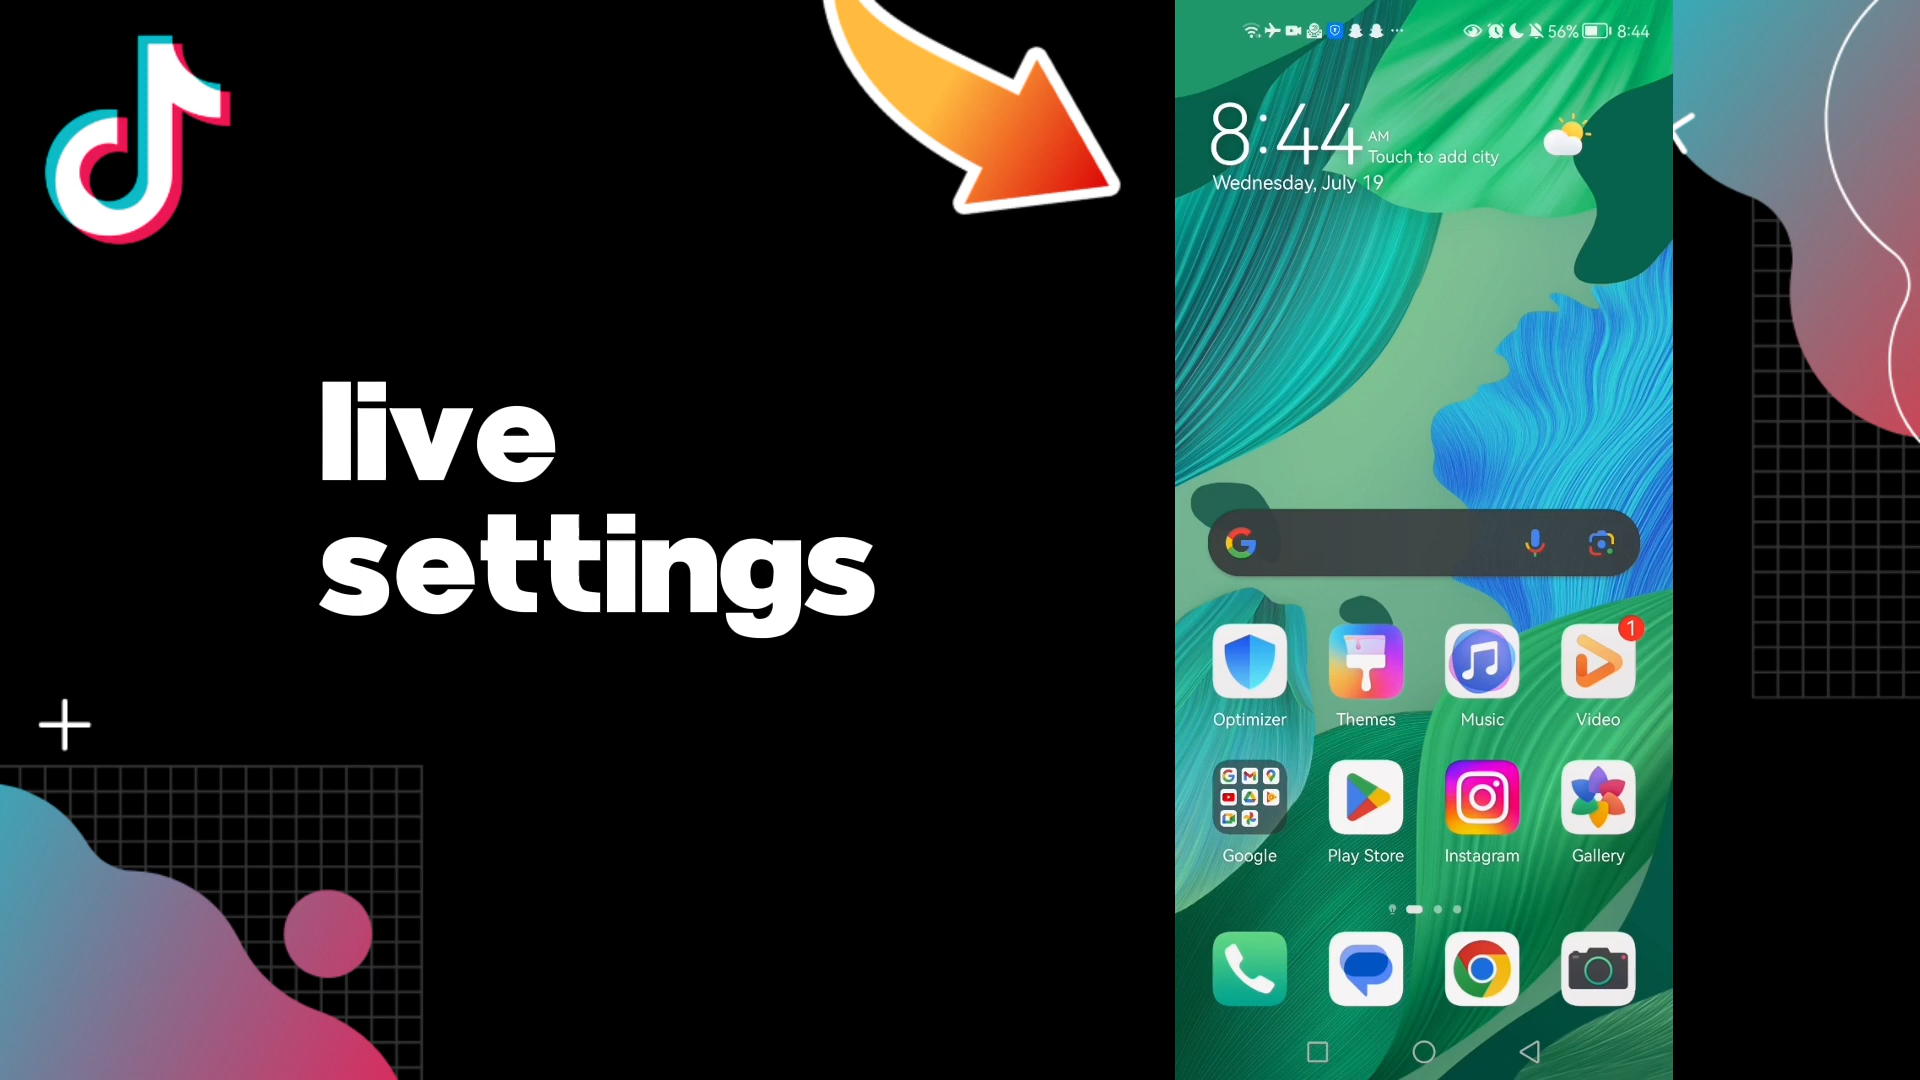 live
settings
56% 8:44
8:44 AM
Touch to add city
Wednesday, July 19
1
Optimizer Themes Music Video
Google Play Store Instagram Gallery